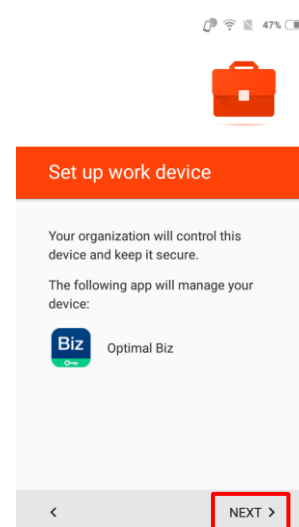 47%
Set up work device
Your organization will control this
device and keep it secure.
The following app will manage your
device:
Biz
Optimal Biz
< NEXT >